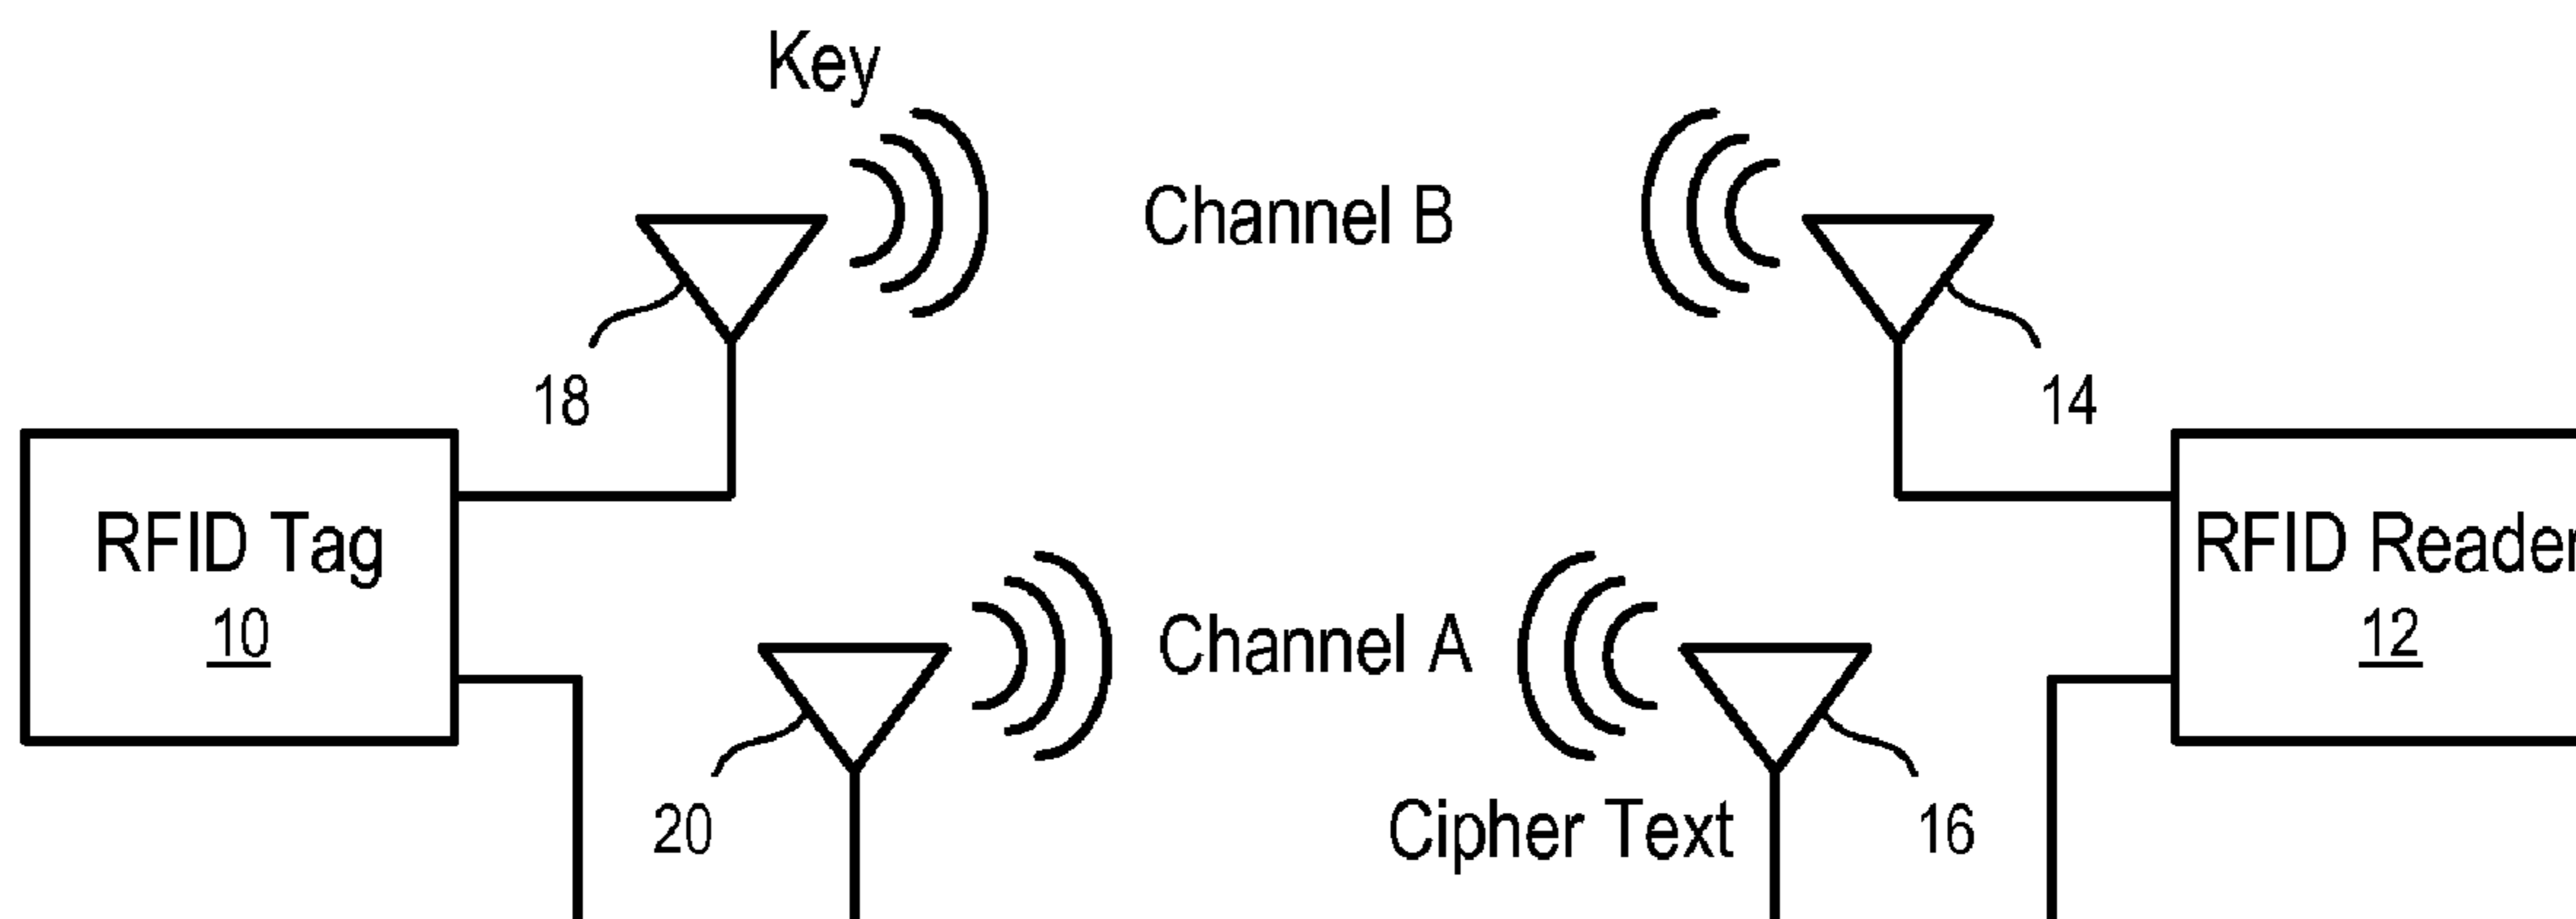 Key
Channel B
18
14
RFID Tag
10
RFID Reader
12
Channel A
20
Cipher Text
16